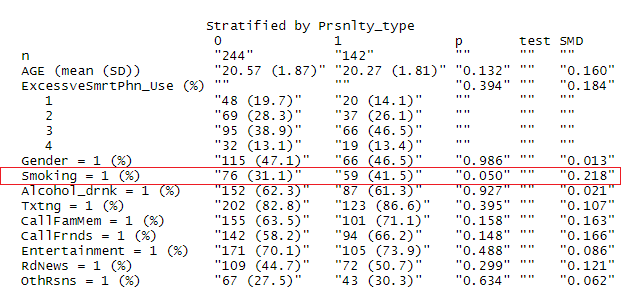 Stratified by Prsnlty_type
0 1 p test SMD
n "244" "142" "" "" ""
AGE (mean (SD)) "20.57 (1.87)" "20.27 (1.81)" "0.132" "" "0.160"
ExcessveSmrtPhn_Use (%) "" "" "0.394" "" "0.184"
1 "48 (19.7)" "20 (14.1)" "" "" ""
2 "69 (28.3)" "37 (26.1)" "" "" ""
3 "95 (38.9)" "66 (46.5)" "" "" ""
4 "32 (13.1)" "19 (13.4)" "" "" ""
Gender = 1 (%) "115 (47.1)" "66 (46.5)" "0.986" "" "0.013"
Smoking = 1 (%) "76 (31.1)" "59 (41.5)" "0.050" "" "0.218"
Alcohol_drnk = 1 (%) "152 (62.3)" "87 (61.3)" "0.927" "" "0.021"
Txtng = 1 (%) "202 (82.8)" "123 (86.6)" "0.395" "" "0.107"
CallFamMem = 1 (%) "155 (63.5)" "101 (71.1)" "0.158" "" "0.163"
CallFrnds = 1 (%) "142 (58.2)" "94 (66.2)" "0.148" "" "0.166"
Entertainment = 1 (%) "171 (70.1)" "105 (73.9)" "0.488" "" "0.086"
RdNews = 1 (%) "109 (44.7)" "72 (50.7)" "0.299" "" "0.121"
OthRsns = 1 (%) "67 (27.5)" "43 (30.3)" "0.634" "" "0.062"